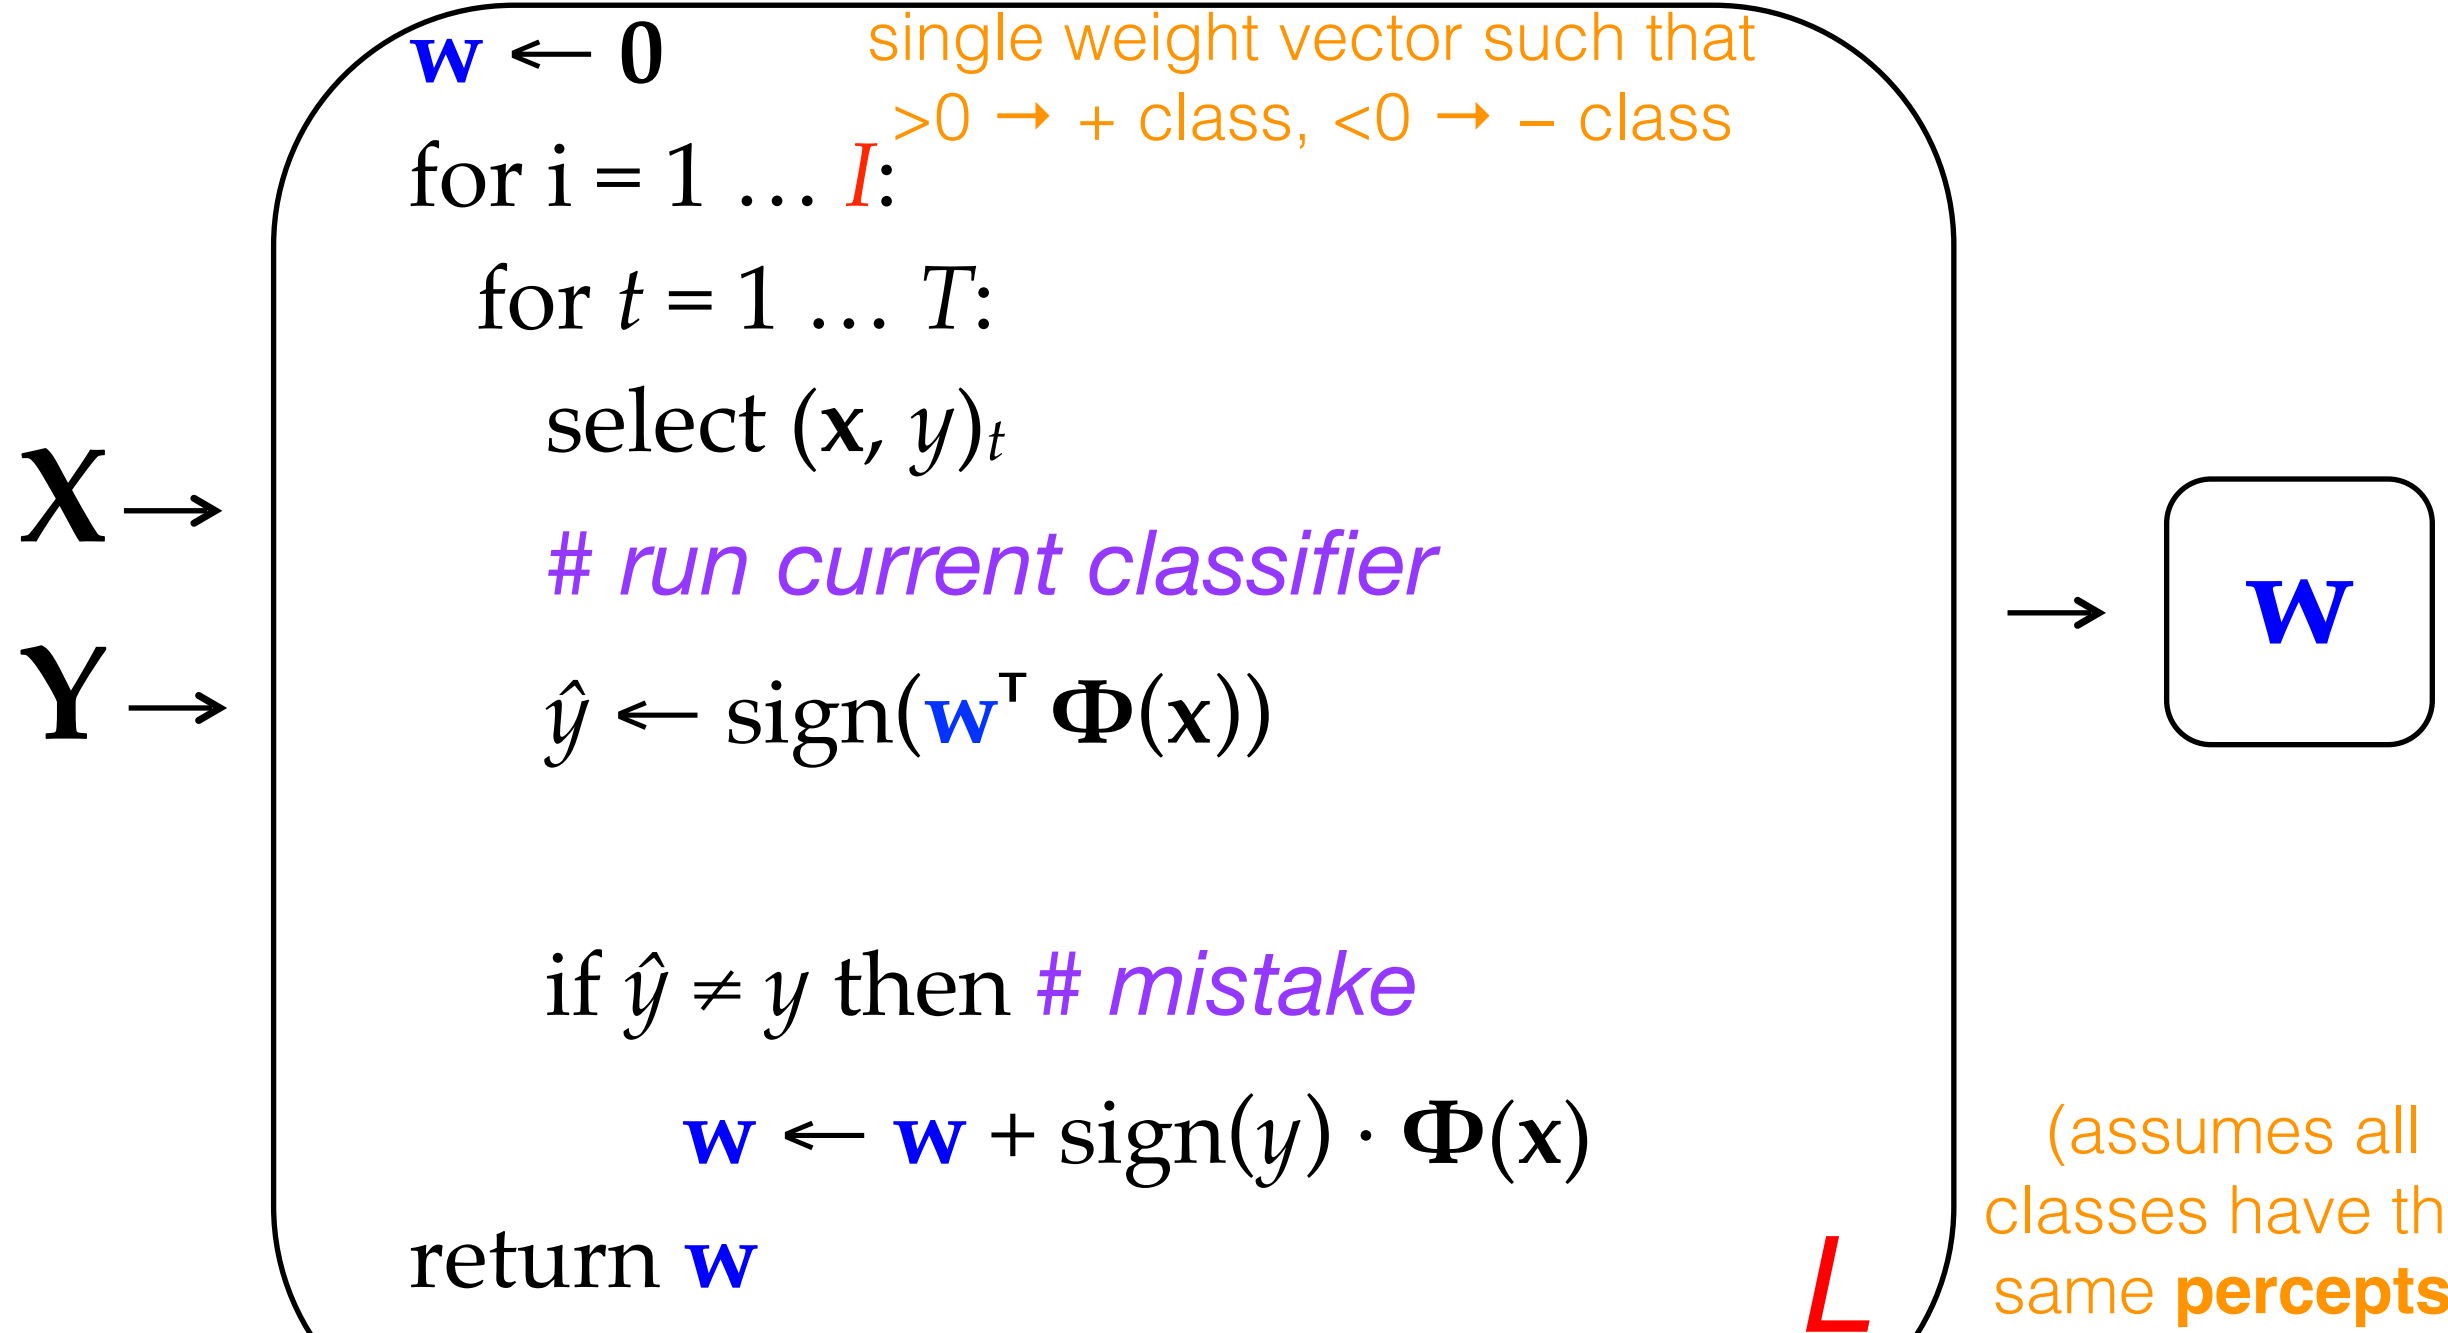 w ← 0
single weight vector such that
>0 → + class, <0 → – class
for i = 1 … I:
for t = 1 … T:
select (x, y)t
X →
# run current classifier
→ w
Y →
ŷ ← sign(wᵀ Φ(x))
if ŷ ≠ y then # mistake
w ← w + sign(y) · Φ(x)
return w
L
(assumes all
classes have th
same percepts